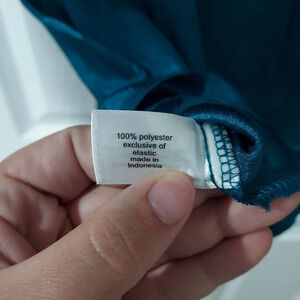 100% polyester
exclusive of
elastic
made in
Indonesia